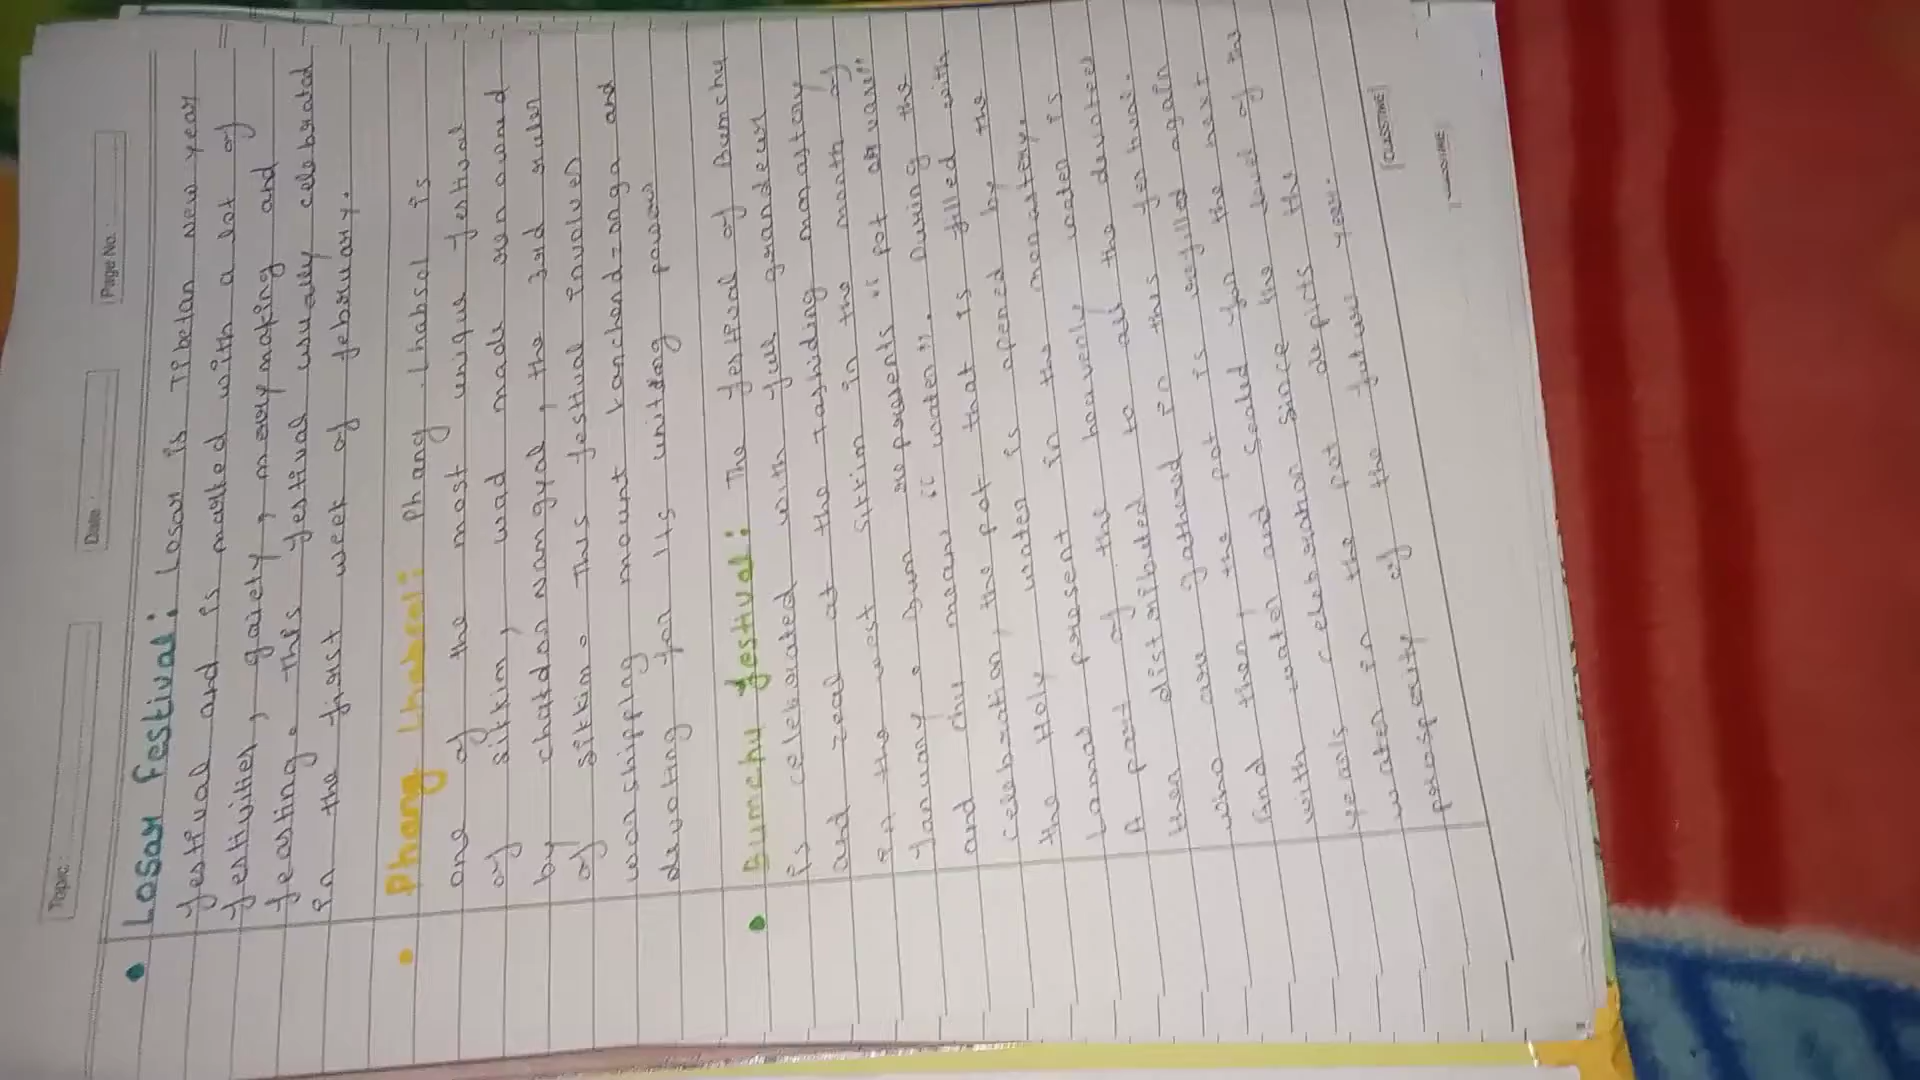 Topic:
Date:
Page No.:
• Losar Festival: Losar is Tibetan new year
festival and is marked with a lot of
festivities, gaiety, merrymaking and
feasting. This festival usually celebrated
in the first week of february.
• Phang Lhabsol: Phang Lhabsol is
one of the most unique festival
of sikkim, wad made renowned
by chatdor Namgyal, the 3rd ruler
of sikkim. This festival involves
worshipping mount kanchendzonga and
devoting for its uniting power
• Bumchu festival: The festival of Bumchu
is celebrated with full grandeur
and zeal at the Tashiding monastery
in the west sikkim in the month of
January. Bum represents "pot or vase"
and chu means "water". During the
celebzation, the pot that is filled with
the Holy water is opened by the
Lamas present in the monastery.
A part of the heavenly water is
then distributed to all the devotees
who are gathered in this festival.
And then, the pot is refilled again
with water and sealed for the next
years celebration since the level of the
water in the pot depicts the
prosperity of the future year.